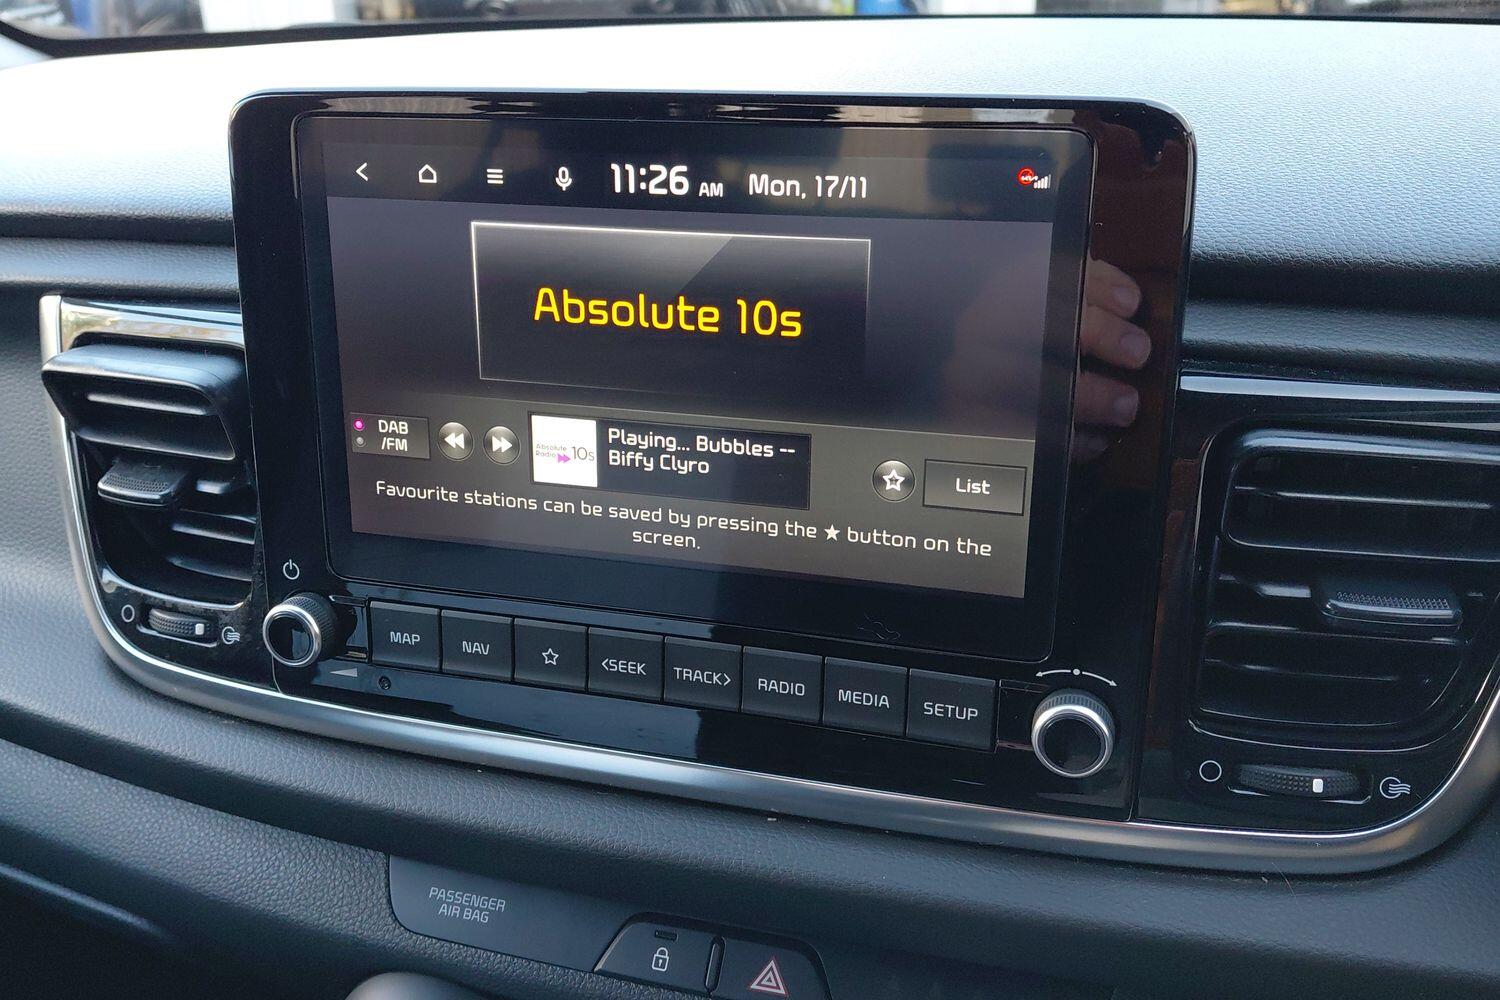 11:26 AM Mon, 17/11
Absolute 10s
DAB
/FM
Absolute
Radio 10s
Playing... Bubbles --
Biffy Clyro
List
Favourite stations can be saved by pressing the ★ button on the
screen.
MAP
NAV
<SEEK
TRACK>
RADIO
MEDIA
SETUP
PASSENGER
AIR BAG